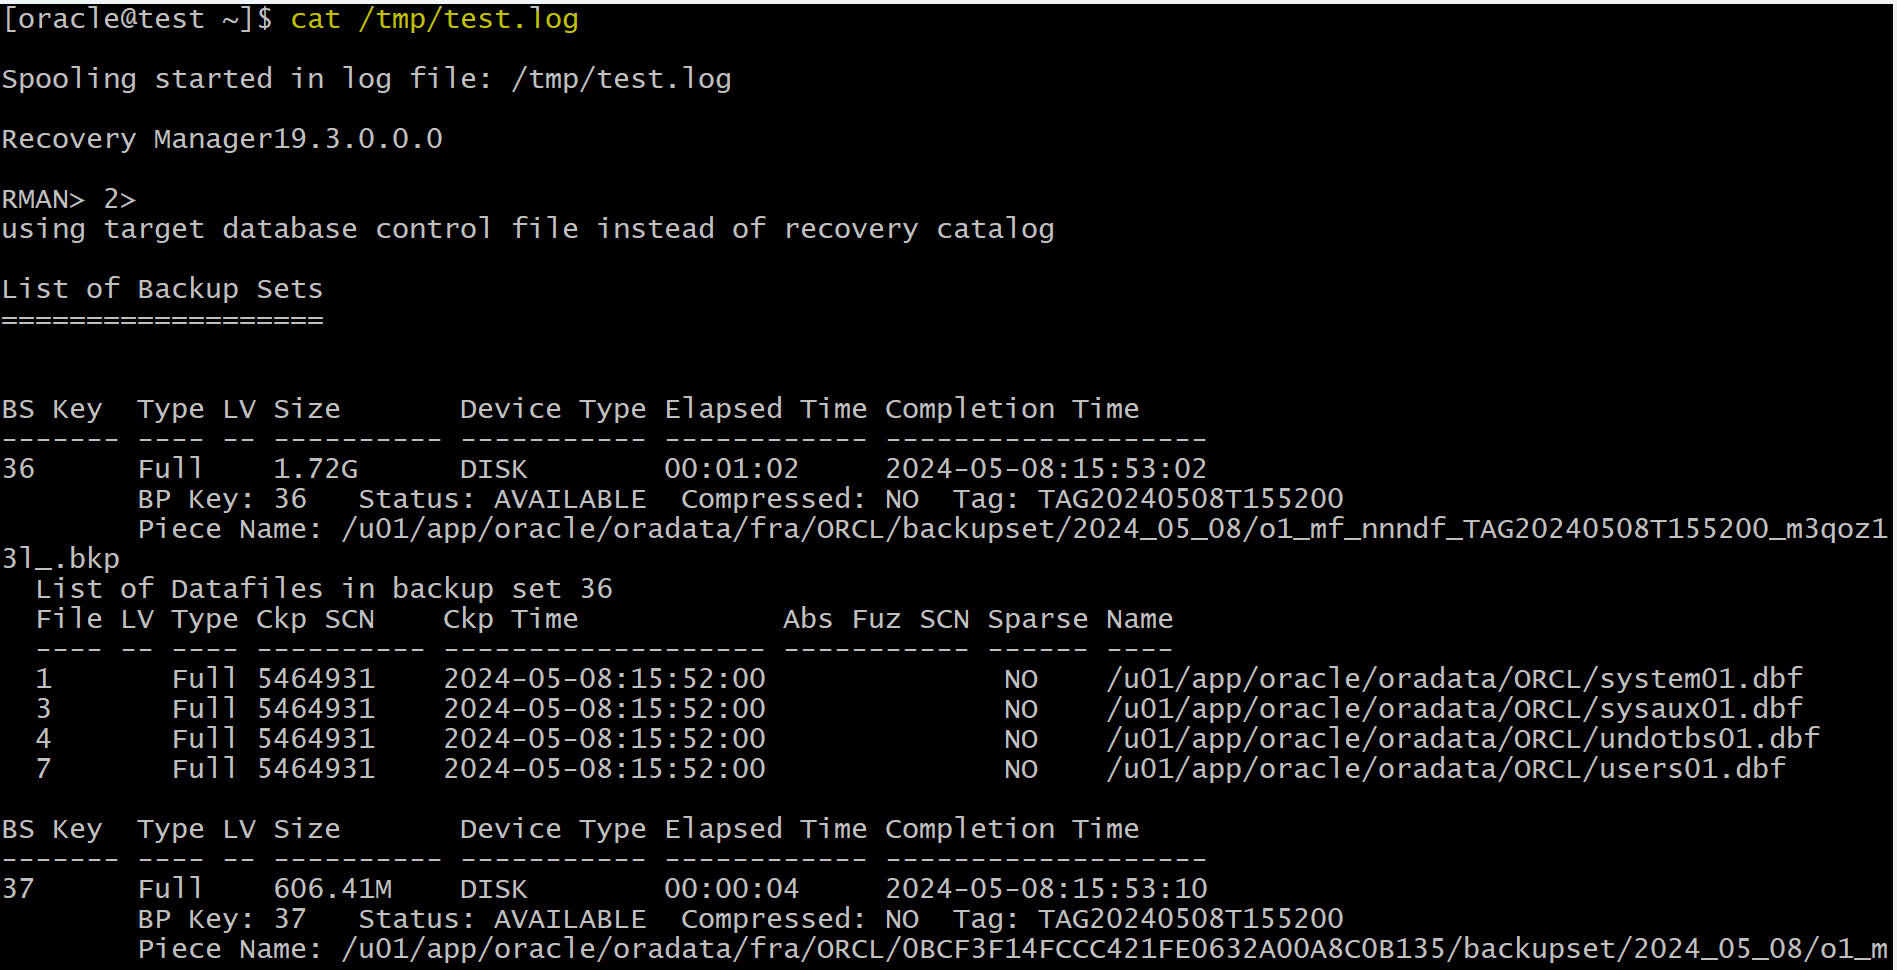 [oracle@test ~]$ cat /tmp/test.log
Spooling started in log file: /tmp/test.log
Recovery Manager19.3.0.0.0
RMAN> 2>
using target database control file instead of recovery catalog
List of Backup Sets
===================
BS Key  Type LV Size       Device Type Elapsed Time Completion Time
------- ---- -- ---------- ----------- ------------ -------------------
36      Full    1.72G      DISK        00:01:02     2024-05-08:15:53:02
        BP Key: 36   Status: AVAILABLE  Compressed: NO  Tag: TAG20240508T155200
        Piece Name: /u01/app/oracle/oradata/fra/ORCL/backupset/2024_05_08/o1_mf_nnndf_TAG20240508T155200_m3qoz1
3l_.bkp
  List of Datafiles in backup set 36
  File LV Type Ckp SCN    Ckp Time            Abs Fuz SCN Sparse Name
  ---- -- ---- ---------- ------------------- ----------- ------ ----
  1       Full 5464931    2024-05-08:15:52:00              NO    /u01/app/oracle/oradata/ORCL/system01.dbf
  3       Full 5464931    2024-05-08:15:52:00              NO    /u01/app/oracle/oradata/ORCL/sysaux01.dbf
  4       Full 5464931    2024-05-08:15:52:00              NO    /u01/app/oracle/oradata/ORCL/undotbs01.dbf
  7       Full 5464931    2024-05-08:15:52:00              NO    /u01/app/oracle/oradata/ORCL/users01.dbf
BS Key  Type LV Size       Device Type Elapsed Time Completion Time
------- ---- -- ---------- ----------- ------------ -------------------
37      Full    606.41M    DISK        00:00:04     2024-05-08:15:53:10
        BP Key: 37   Status: AVAILABLE  Compressed: NO  Tag: TAG20240508T155200
        Piece Name: /u01/app/oracle/oradata/fra/ORCL/0BCF3F14FCCC421FE0632A00A8C0B135/backupset/2024_05_08/o1_m